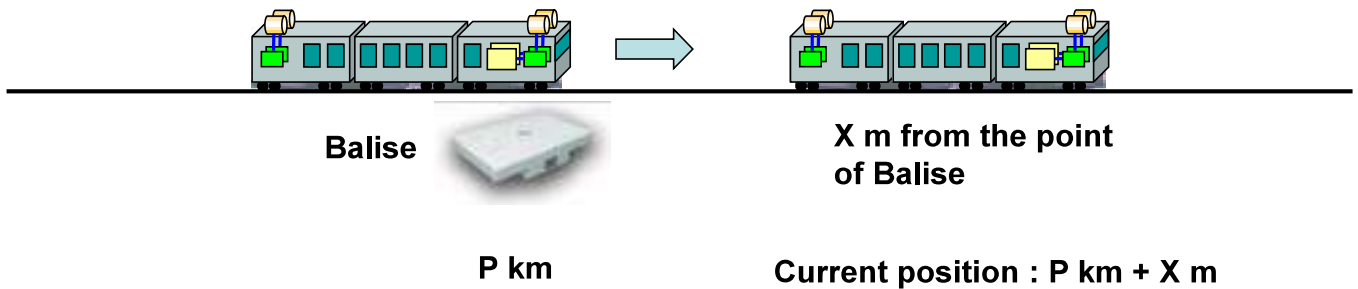 Balise
X m from the point
of Balise
P km
Current position : P km + X m